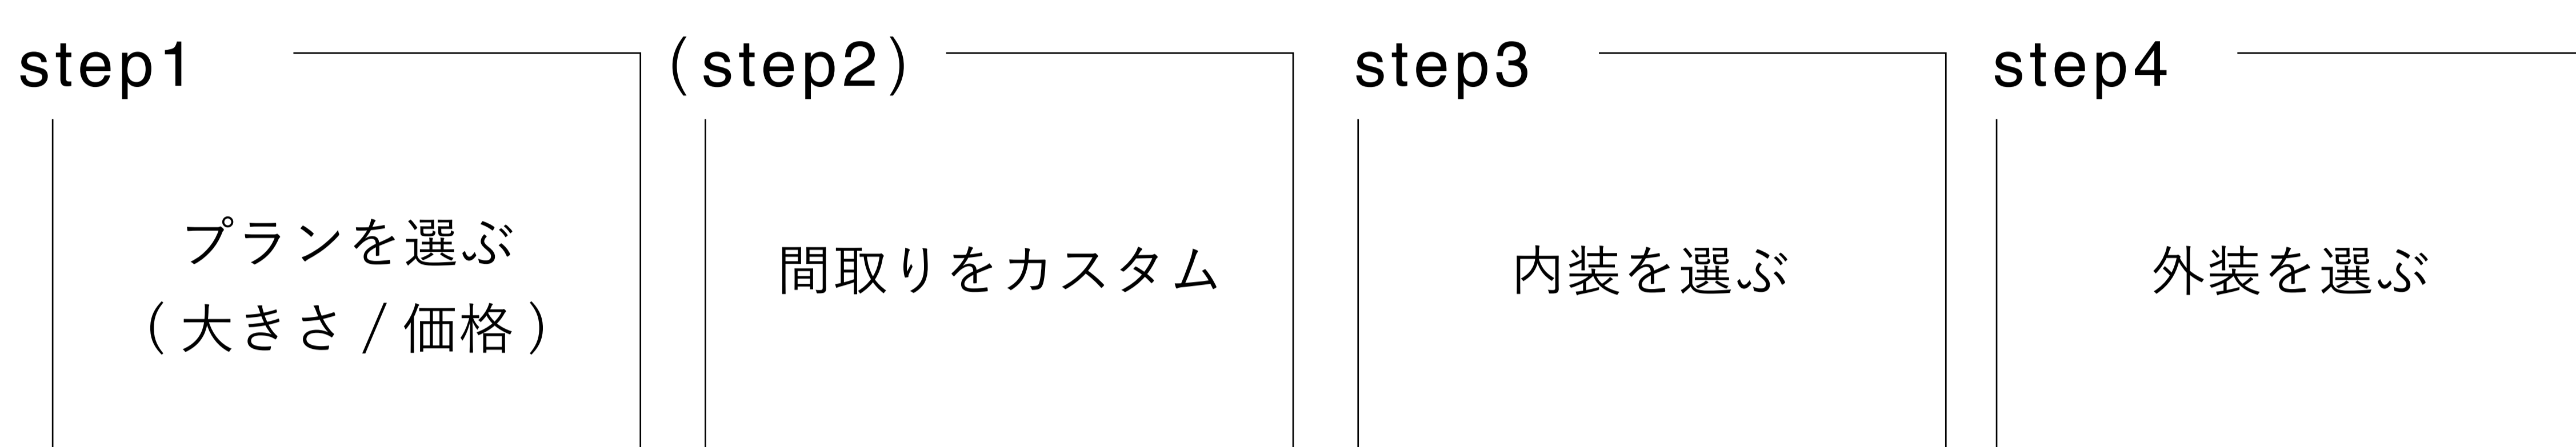 step1
プランを選ぶ
(大きさ/価格)
(step2)
間取りをカスタム
step3
内装を選ぶ
step4
外装を選ぶ